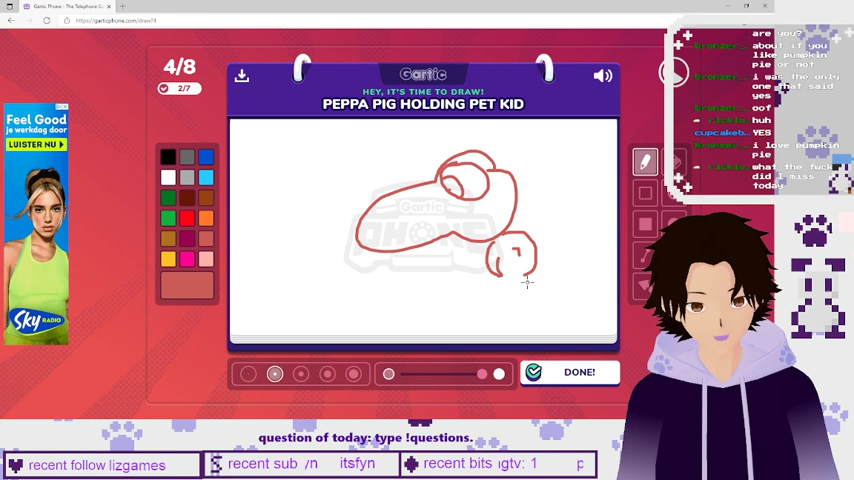 Gartic Phone - The Telephone G
https://garticphone.com/draw
4/8
2/7
Gartic
HEY, IT'S TIME TO DRAW!
PEPPA PIG HOLDING PET KID
Gartic
PHONE
DONE!
Feel Good
je werkdag door
LUISTER NU
Sky RADIO
are you?
about if you
like pumpkin
pie or not
i was the only
one that said
yes
oof
huh
YES
i love pumpkin
pie
what the fuck
did I miss
today
question of today: type !questions.
recent follow lizgames
recent sub /n itsfyn
recent bits ıgtv: 1 p